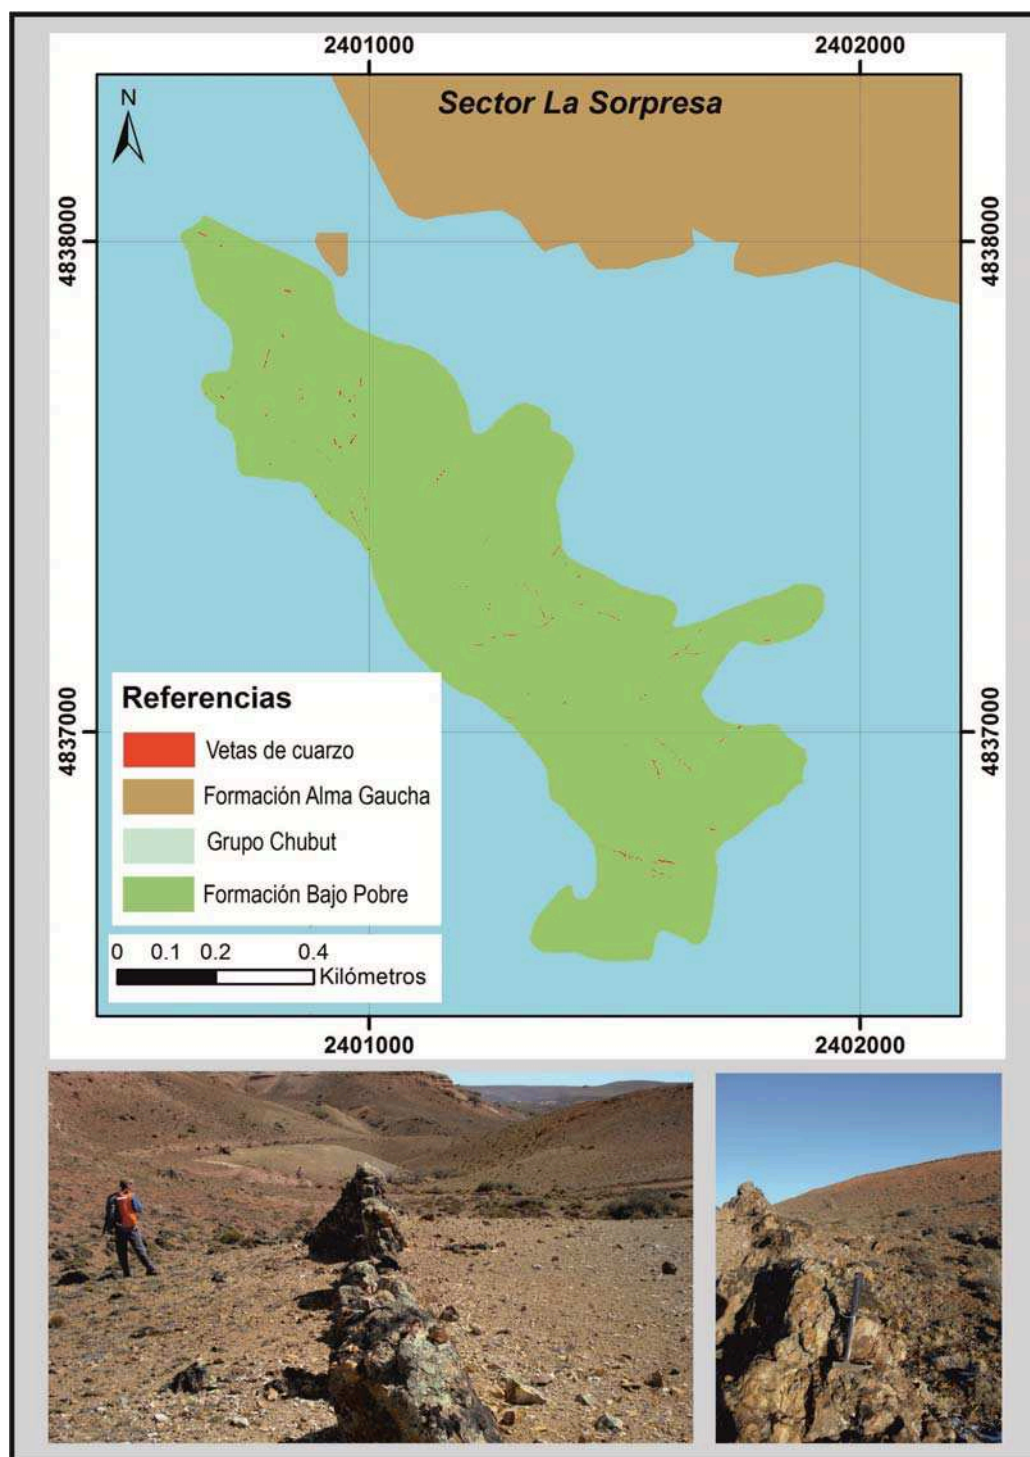 2401000 2402000
Sector La Sorpresa
N
4838000 4838000
4837000 4837000
Referencias
Vetas de cuarzo
Formación Alma Gaucha
Grupo Chubut
Formación Bajo Pobre
0 0.1 0.2 0.4
Kilómetros
2401000 2402000